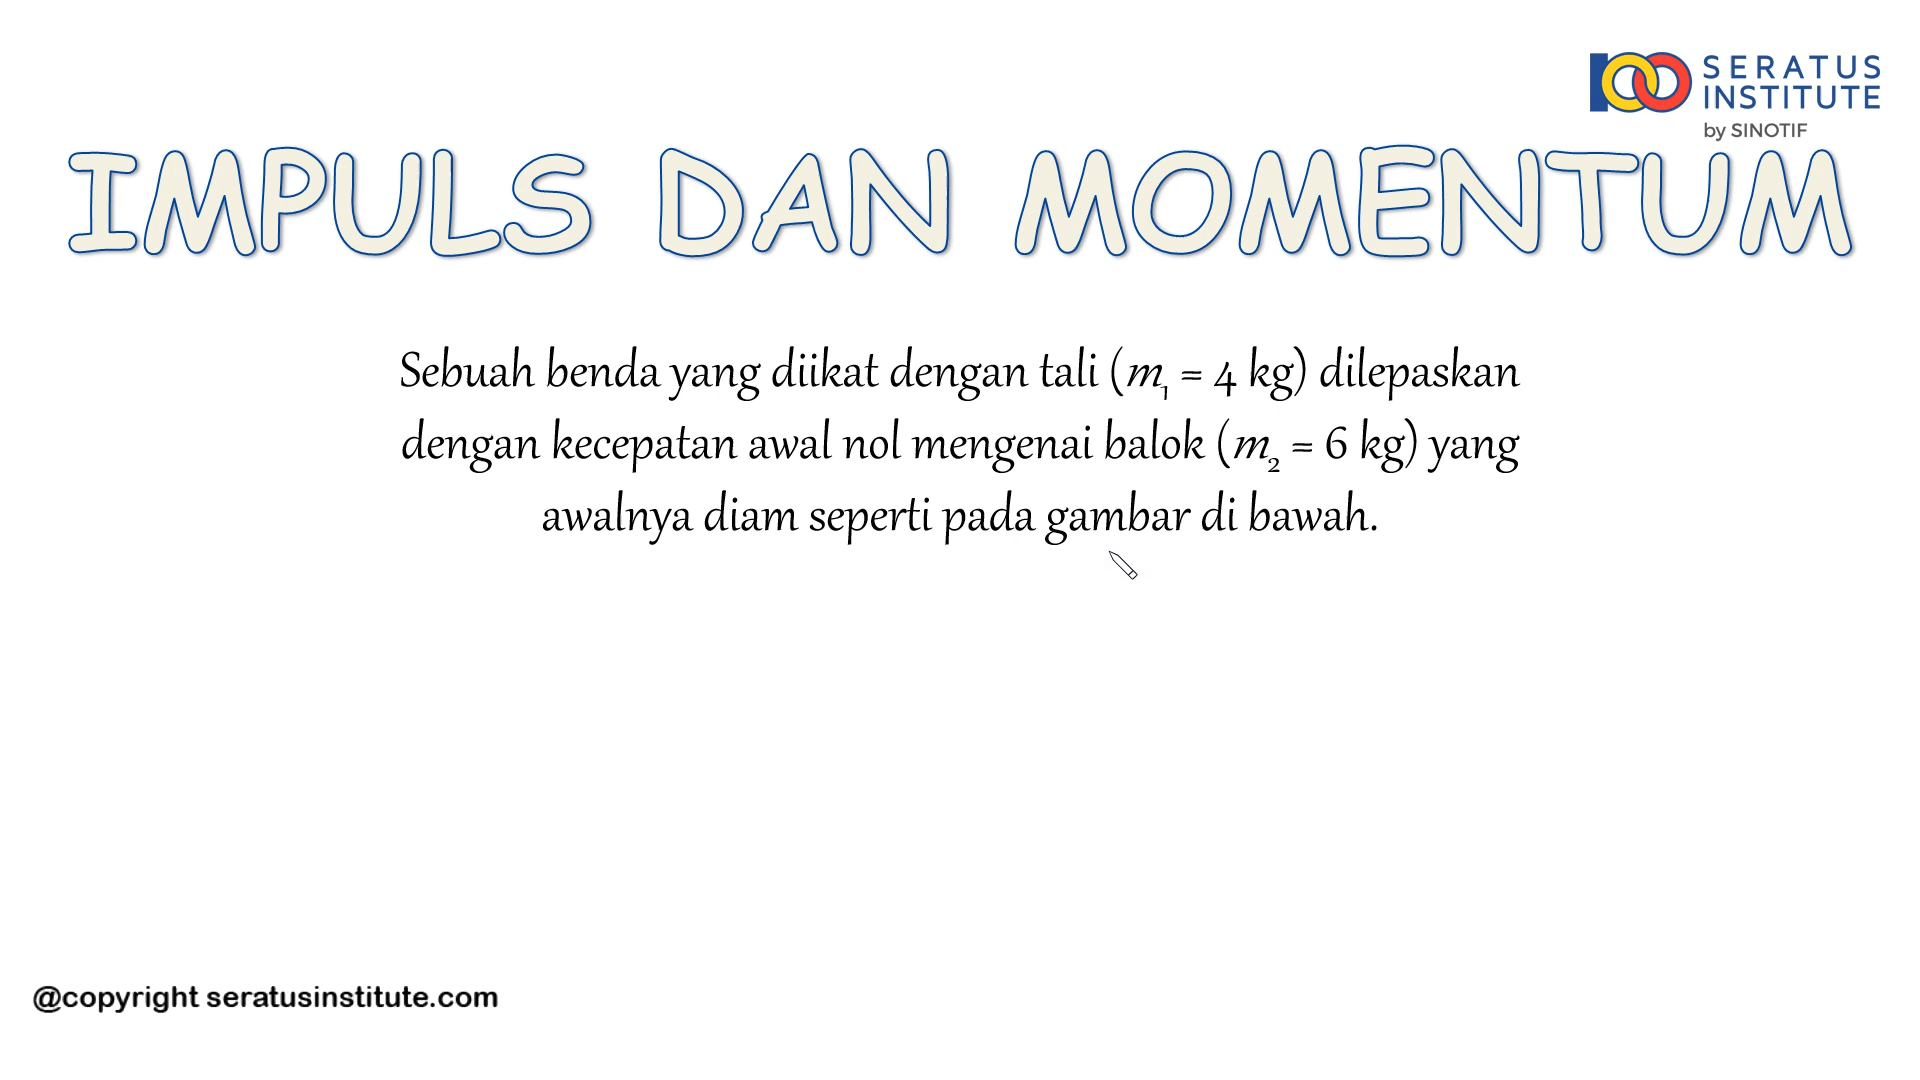 SERATUS
INSTITUTE
by SINOTIF
IMPULS DAN MOMENTUM
Sebuah benda yang diikat dengan tali (m₁ = 4 kg) dilepaskan
dengan kecepatan awal nol mengenai balok (m₂ = 6 kg) yang
awalnya diam seperti pada gambar di bawah.
@copyright seratusinstitute.com